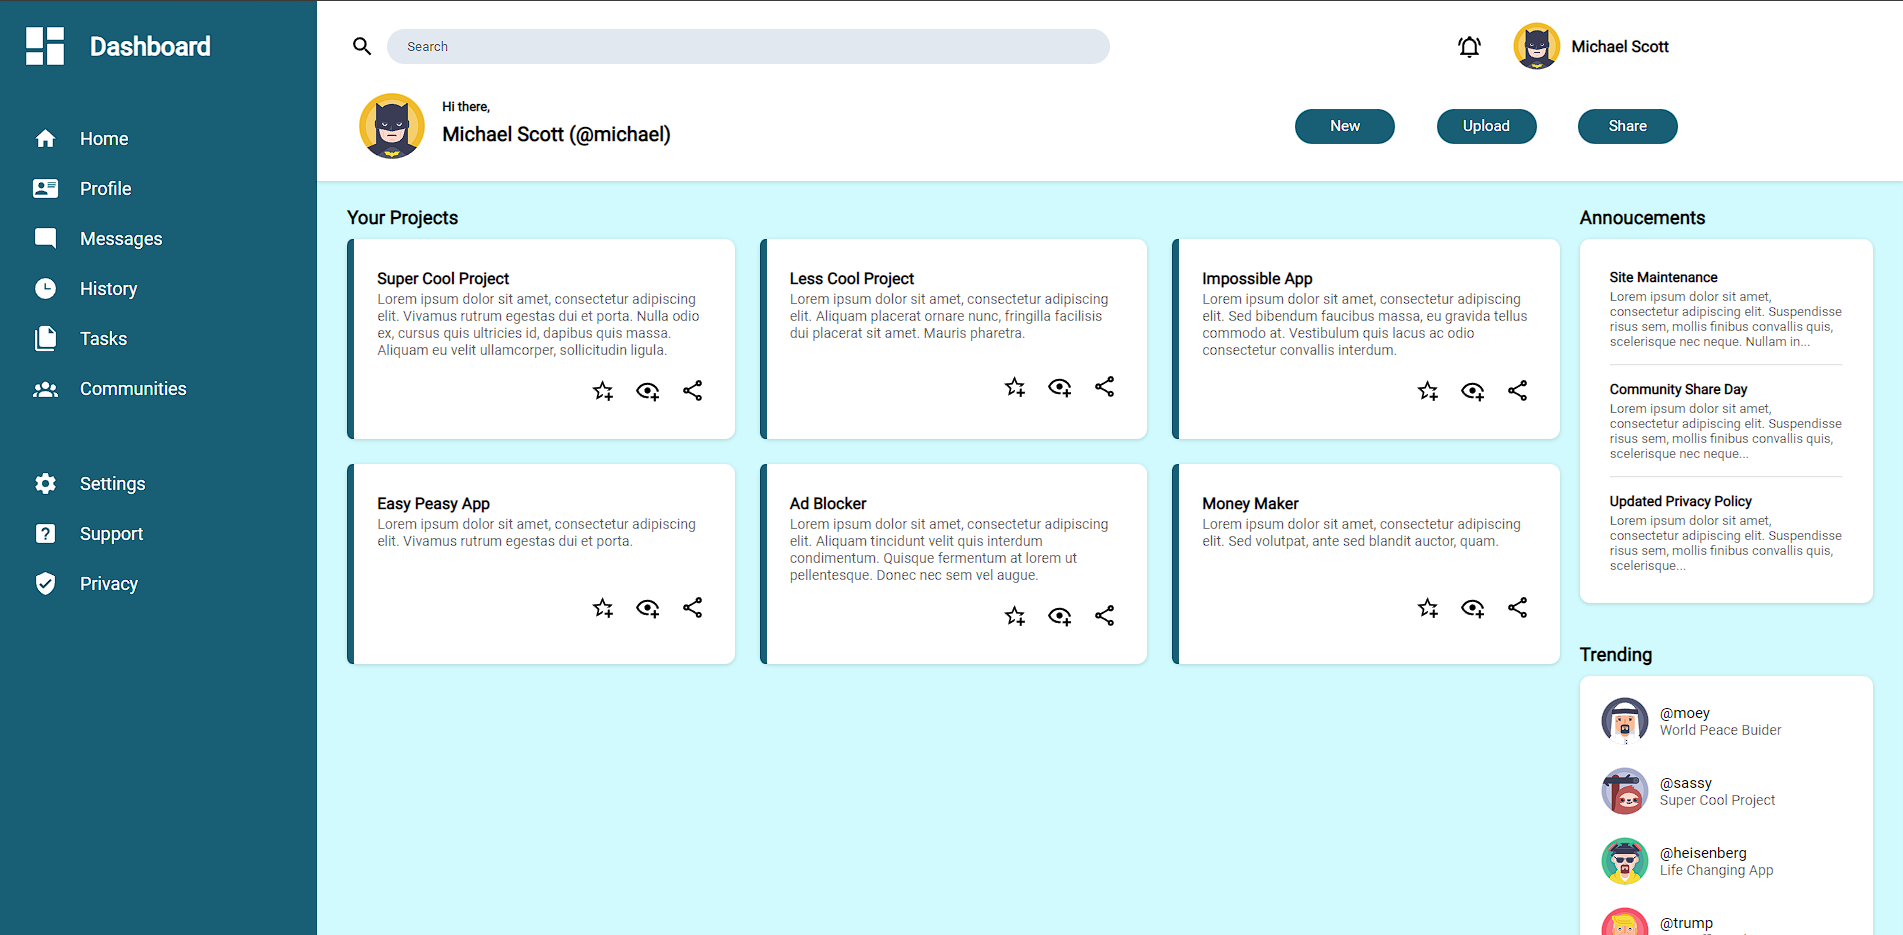 Dashboard
Home
Profile
Messages
History
Tasks
Communities
Settings
Support
Privacy
Search
Michael Scott
Hi there,
Michael Scott (@michael)
New
Upload
Share
Your Projects
Super Cool Project
Lorem ipsum dolor sit amet, consectetur adipiscing
elit. Vivamus rutrum egestas dui et porta. Nulla odio
ex, cursus quis ultricies id, dapibus quis massa.
Aliquam eu velit ullamcorper, sollicitudin ligula.
Less Cool Project
Lorem ipsum dolor sit amet, consectetur adipiscing
elit. Aliquam placerat ornare nunc, fringilla facilisis
dui placerat sit amet. Mauris pharetra.
Impossible App
Lorem ipsum dolor sit amet, consectetur adipiscing
elit. Sed bibendum faucibus massa, eu gravida tellus
commodo at. Vestibulum quis lacus ac odio
consectetur convallis interdum.
Easy Peasy App
Lorem ipsum dolor sit amet, consectetur adipiscing
elit. Vivamus rutrum egestas dui et porta.
Ad Blocker
Lorem ipsum dolor sit amet, consectetur adipiscing
elit. Aliquam tincidunt velit quis interdum
condimentum. Quisque fermentum at lorem ut
pellentesque. Donec nec sem vel augue.
Money Maker
Lorem ipsum dolor sit amet, consectetur adipiscing
elit. Sed volutpat, ante sed blandit auctor, quam.
Annoucements
Site Maintenance
Lorem ipsum dolor sit amet,
consectetur adipiscing elit. Suspendisse
risus sem, mollis finibus convallis quis,
scelerisque nec neque. Nullam in...
Community Share Day
Lorem ipsum dolor sit amet,
consectetur adipiscing elit. Suspendisse
risus sem, mollis finibus convallis quis,
scelerisque nec neque...
Updated Privacy Policy
Lorem ipsum dolor sit amet,
consectetur adipiscing elit. Suspendisse
risus sem, mollis finibus convallis quis,
scelerisque...
Trending
@moey
World Peace Buider
@sassy
Super Cool Project
@heisenberg
Life Changing App
@trump